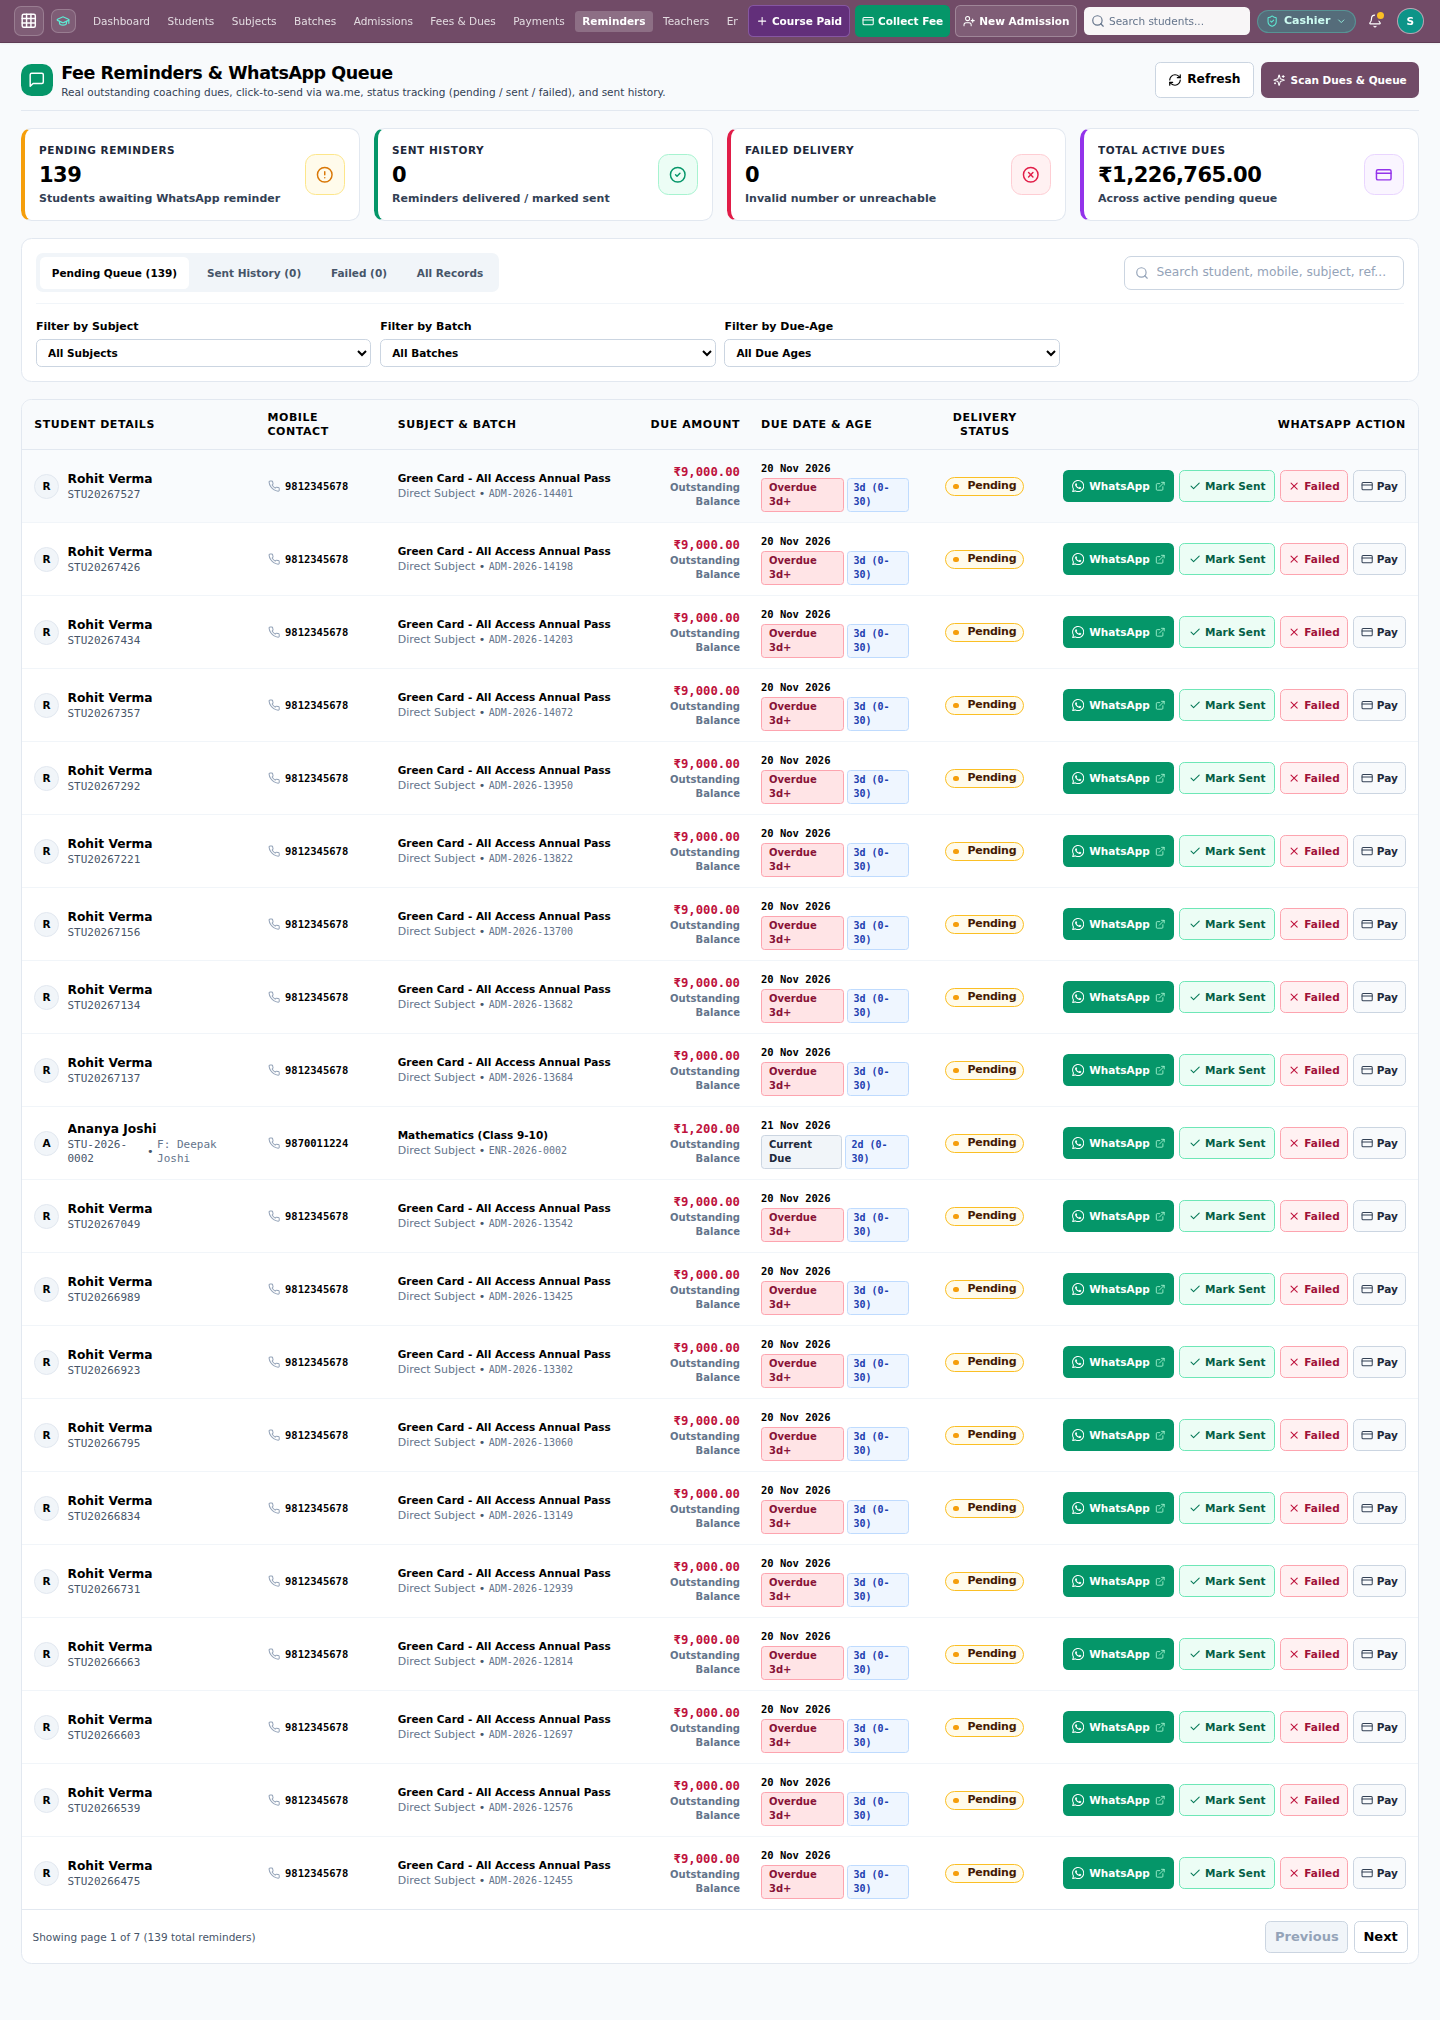 Dashboard Students Subjects Batches Admissions Fees & Dues Payments Reminders Teachers Er + Course Paid Collect Fee New Admission Search students... Cashier S
Fee Reminders & WhatsApp Queue
Real outstanding coaching dues, click-to-send via wa.me, status tracking (pending / sent / failed), and sent history.
Refresh Scan Dues & Queue
PENDING REMINDERS
139
Students awaiting WhatsApp reminder
SENT HISTORY
0
Reminders delivered / marked sent
FAILED DELIVERY
0
Invalid number or unreachable
TOTAL ACTIVE DUES
₹1,226,765.00
Across active pending queue
Pending Queue (139) Sent History (0) Failed (0) All Records Search student, mobile, subject, ref...
Filter by Subject Filter by Batch Filter by Due-Age
All Subjects All Batches All Due Ages
STUDENT DETAILS MOBILE CONTACT SUBJECT & BATCH DUE AMOUNT DUE DATE & AGE DELIVERY STATUS WHATSAPP ACTION
R Rohit Verma STU20267527 9812345678 Green Card - All Access Annual Pass Direct Subject • ADM-2026-14401 ₹9,000.00 Outstanding Balance 20 Nov 2026 Overdue 3d+ 3d (0-30) Pending WhatsApp Mark Sent Failed Pay
R Rohit Verma STU20267426 9812345678 Green Card - All Access Annual Pass Direct Subject • ADM-2026-14198 ₹9,000.00 Outstanding Balance 20 Nov 2026 Overdue 3d+ 3d (0-30) Pending WhatsApp Mark Sent Failed Pay
R Rohit Verma STU20267434 9812345678 Green Card - All Access Annual Pass Direct Subject • ADM-2026-14203 ₹9,000.00 Outstanding Balance 20 Nov 2026 Overdue 3d+ 3d (0-30) Pending WhatsApp Mark Sent Failed Pay
R Rohit Verma STU20267357 9812345678 Green Card - All Access Annual Pass Direct Subject • ADM-2026-14072 ₹9,000.00 Outstanding Balance 20 Nov 2026 Overdue 3d+ 3d (0-30) Pending WhatsApp Mark Sent Failed Pay
R Rohit Verma STU20267292 9812345678 Green Card - All Access Annual Pass Direct Subject • ADM-2026-13950 ₹9,000.00 Outstanding Balance 20 Nov 2026 Overdue 3d+ 3d (0-30) Pending WhatsApp Mark Sent Failed Pay
R Rohit Verma STU20267221 9812345678 Green Card - All Access Annual Pass Direct Subject • ADM-2026-13822 ₹9,000.00 Outstanding Balance 20 Nov 2026 Overdue 3d+ 3d (0-30) Pending WhatsApp Mark Sent Failed Pay
R Rohit Verma STU20267156 9812345678 Green Card - All Access Annual Pass Direct Subject • ADM-2026-13700 ₹9,000.00 Outstanding Balance 20 Nov 2026 Overdue 3d+ 3d (0-30) Pending WhatsApp Mark Sent Failed Pay
R Rohit Verma STU20267134 9812345678 Green Card - All Access Annual Pass Direct Subject • ADM-2026-13682 ₹9,000.00 Outstanding Balance 20 Nov 2026 Overdue 3d+ 3d (0-30) Pending WhatsApp Mark Sent Failed Pay
R Rohit Verma STU20267137 9812345678 Green Card - All Access Annual Pass Direct Subject • ADM-2026-13684 ₹9,000.00 Outstanding Balance 20 Nov 2026 Overdue 3d+ 3d (0-30) Pending WhatsApp Mark Sent Failed Pay
A Ananya Joshi STU-2026-0002 • F: Deepak Joshi 9870011224 Mathematics (Class 9-10) Direct Subject • ENR-2026-0002 ₹1,200.00 Outstanding Balance 21 Nov 2026 Current Due 2d (0-30) Pending WhatsApp Mark Sent Failed Pay
R Rohit Verma STU20267049 9812345678 Green Card - All Access Annual Pass Direct Subject • ADM-2026-13542 ₹9,000.00 Outstanding Balance 20 Nov 2026 Overdue 3d+ 3d (0-30) Pending WhatsApp Mark Sent Failed Pay
R Rohit Verma STU20266989 9812345678 Green Card - All Access Annual Pass Direct Subject • ADM-2026-13425 ₹9,000.00 Outstanding Balance 20 Nov 2026 Overdue 3d+ 3d (0-30) Pending WhatsApp Mark Sent Failed Pay
R Rohit Verma STU20266923 9812345678 Green Card - All Access Annual Pass Direct Subject • ADM-2026-13302 ₹9,000.00 Outstanding Balance 20 Nov 2026 Overdue 3d+ 3d (0-30) Pending WhatsApp Mark Sent Failed Pay
R Rohit Verma STU20266795 9812345678 Green Card - All Access Annual Pass Direct Subject • ADM-2026-13060 ₹9,000.00 Outstanding Balance 20 Nov 2026 Overdue 3d+ 3d (0-30) Pending WhatsApp Mark Sent Failed Pay
R Rohit Verma STU20266834 9812345678 Green Card - All Access Annual Pass Direct Subject • ADM-2026-13149 ₹9,000.00 Outstanding Balance 20 Nov 2026 Overdue 3d+ 3d (0-30) Pending WhatsApp Mark Sent Failed Pay
R Rohit Verma STU20266731 9812345678 Green Card - All Access Annual Pass Direct Subject • ADM-2026-12939 ₹9,000.00 Outstanding Balance 20 Nov 2026 Overdue 3d+ 3d (0-30) Pending WhatsApp Mark Sent Failed Pay
R Rohit Verma STU20266663 9812345678 Green Card - All Access Annual Pass Direct Subject • ADM-2026-12814 ₹9,000.00 Outstanding Balance 20 Nov 2026 Overdue 3d+ 3d (0-30) Pending WhatsApp Mark Sent Failed Pay
R Rohit Verma STU20266603 9812345678 Green Card - All Access Annual Pass Direct Subject • ADM-2026-12697 ₹9,000.00 Outstanding Balance 20 Nov 2026 Overdue 3d+ 3d (0-30) Pending WhatsApp Mark Sent Failed Pay
R Rohit Verma STU20266539 9812345678 Green Card - All Access Annual Pass Direct Subject • ADM-2026-12576 ₹9,000.00 Outstanding Balance 20 Nov 2026 Overdue 3d+ 3d (0-30) Pending WhatsApp Mark Sent Failed Pay
R Rohit Verma STU20266475 9812345678 Green Card - All Access Annual Pass Direct Subject • ADM-2026-12455 ₹9,000.00 Outstanding Balance 20 Nov 2026 Overdue 3d+ 3d (0-30) Pending WhatsApp Mark Sent Failed Pay
Showing page 1 of 7 (139 total reminders) Previous Next